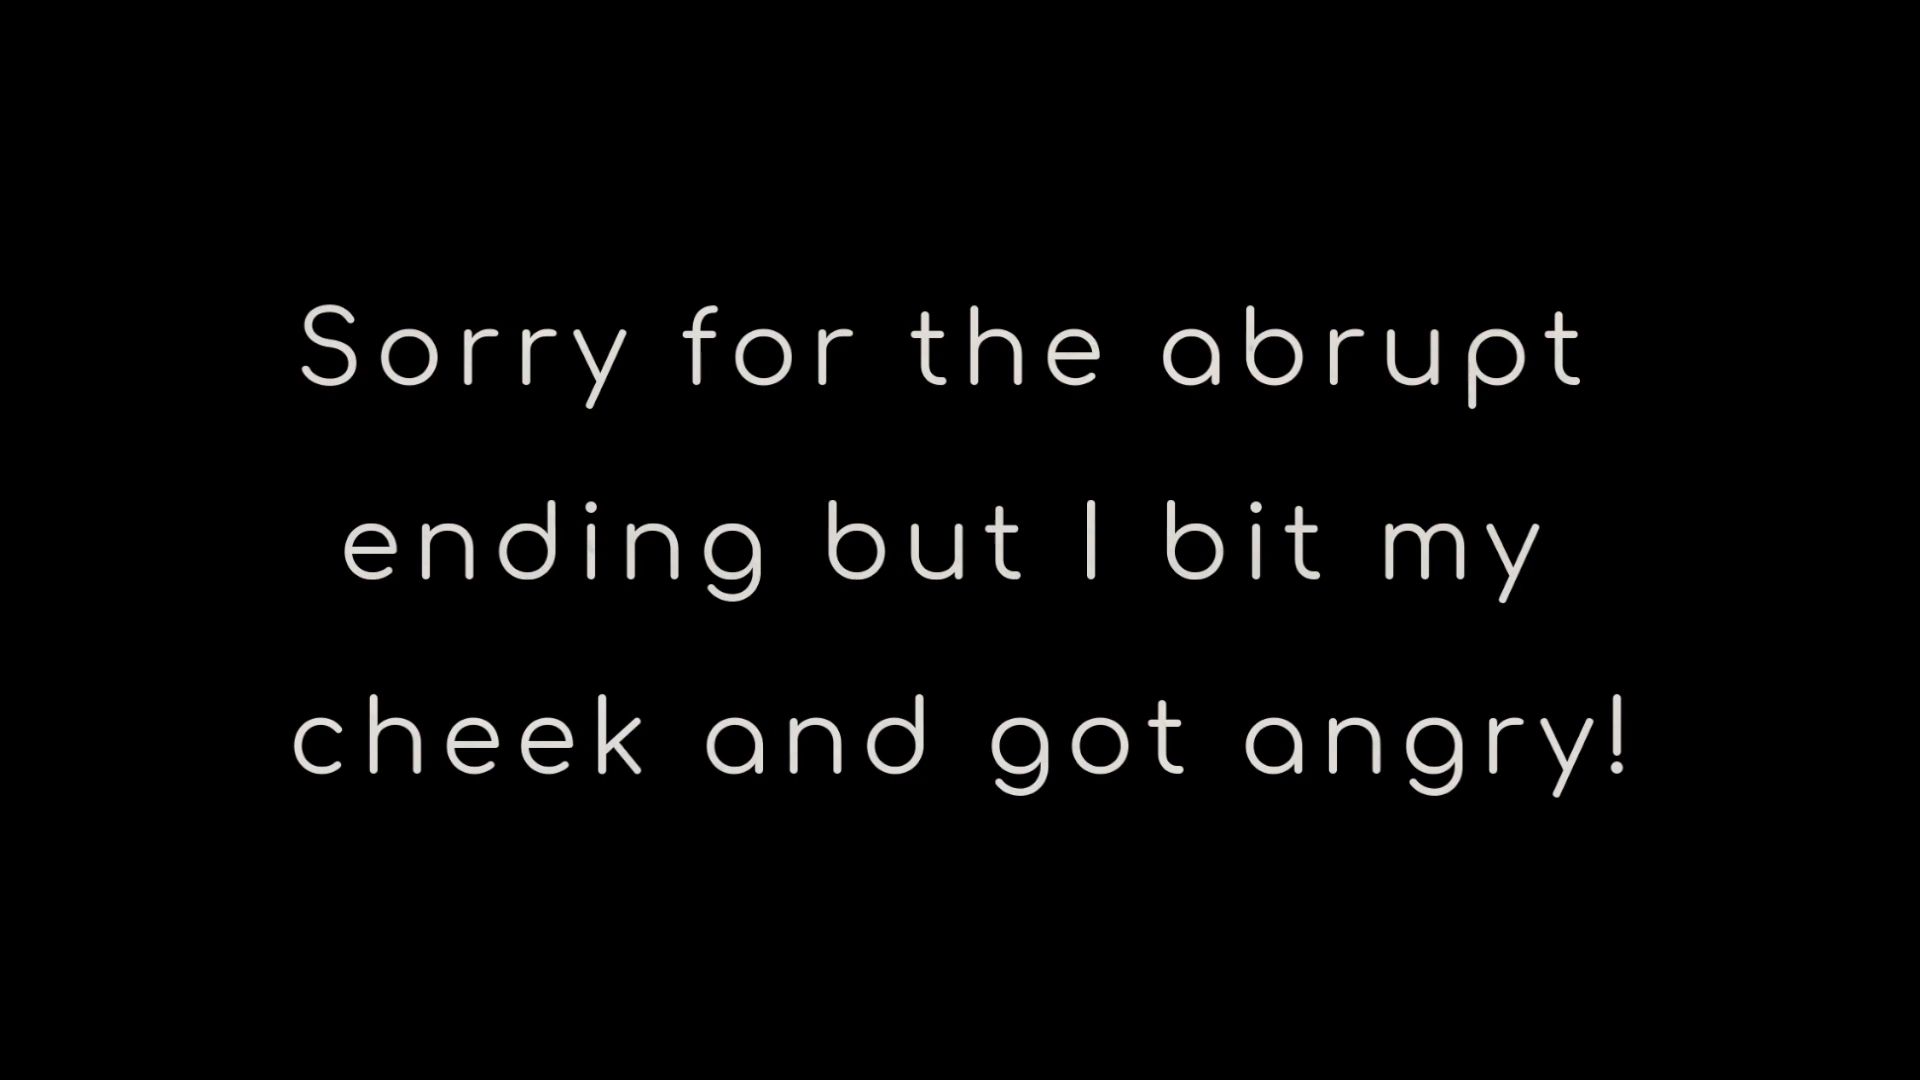 Sorry for the abrupt
ending but I bit my
cheek and got angry!